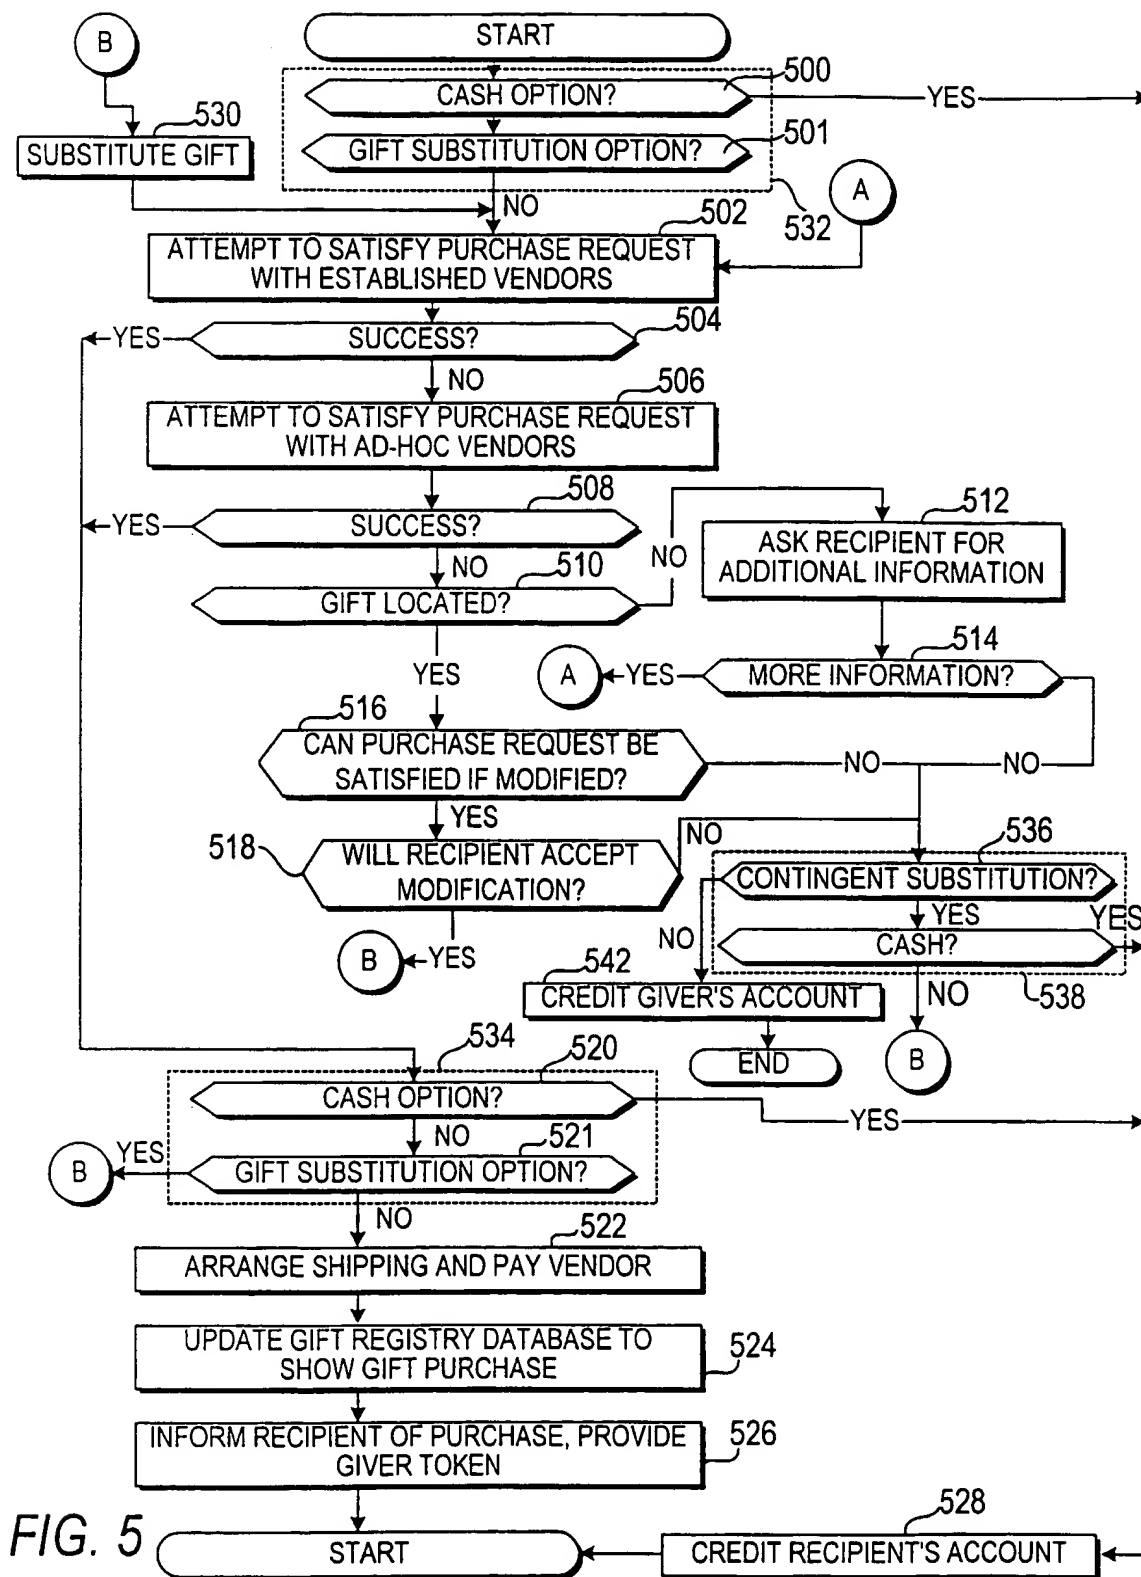 B
START
500
CASH OPTION?
YES
530
501
SUBSTITUTE GIFT
GIFT SUBSTITUTION OPTION?
A
NO
532
502
ATTEMPT TO SATISFY PURCHASE REQUEST
WITH ESTABLISHED VENDORS
YES
SUCCESS?
504
NO
506
ATTEMPT TO SATISFY PURCHASE REQUEST
WITH AD-HOC VENDORS
508
YES
SUCCESS?
512
NO
ASK RECIPIENT FOR
ADDITIONAL INFORMATION
NO
510
GIFT LOCATED?
514
YES
A
YES
MORE INFORMATION?
516
CAN PURCHASE REQUEST BE
SATISFIED IF MODIFIED?
NO
NO
YES
NO
536
518
WILL RECIPIENT ACCEPT
MODIFICATION?
CONTINGENT SUBSTITUTION?
YES
YES
NO
CASH?
B
YES
542
NO
538
CREDIT GIVER'S ACCOUNT
534
520
END
B
CASH OPTION?
YES
NO
521
YES
B
GIFT SUBSTITUTION OPTION?
NO
522
ARRANGE SHIPPING AND PAY VENDOR
UPDATE GIFT REGISTRY DATABASE TO
SHOW GIFT PURCHASE
524
INFORM RECIPIENT OF PURCHASE, PROVIDE
GIVER TOKEN
526
528
FIG. 5
START
CREDIT RECIPIENT'S ACCOUNT